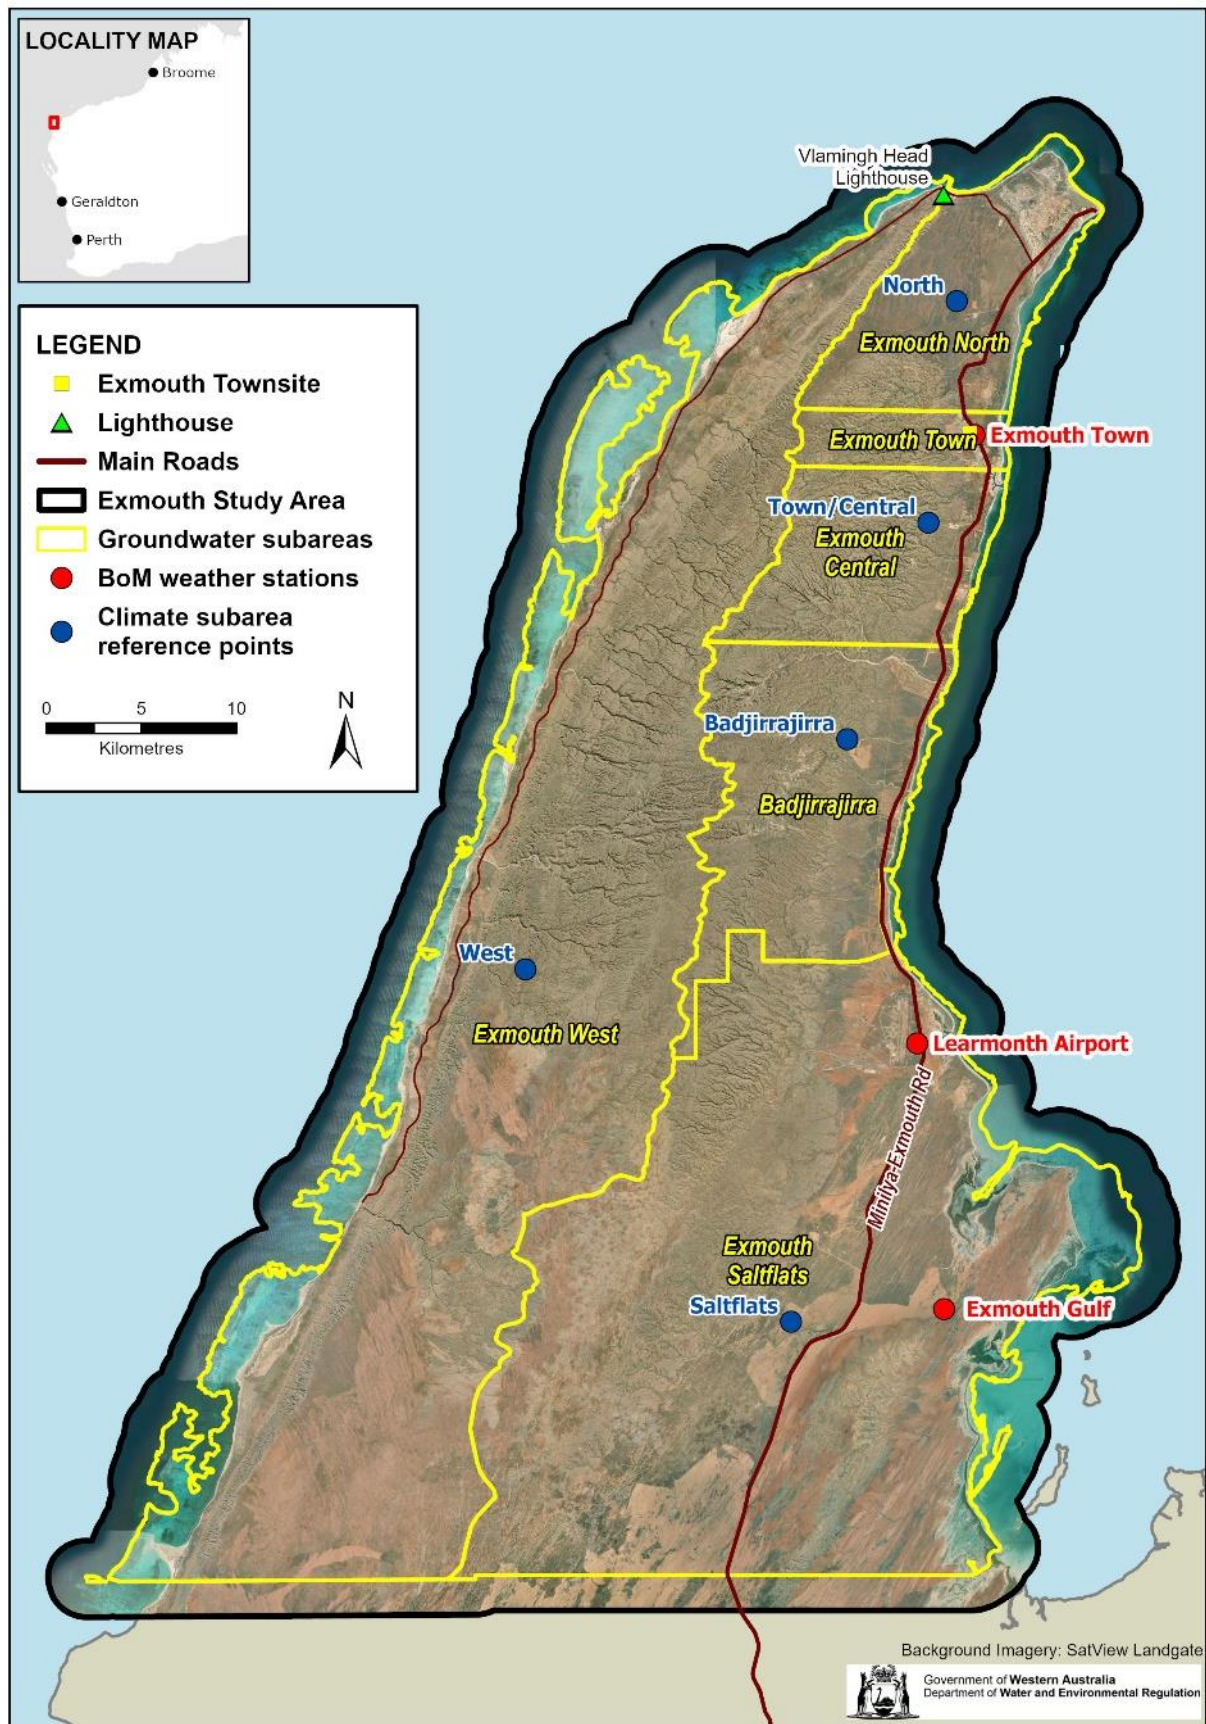 LOCALITY MAP
Broome
Geraldton
Perth
LEGEND
Exmouth Townsite
Lighthouse
Main Roads
Exmouth Study Area
Groundwater subareas
BoM weather stations
Climate subarea
reference points
0 5 10
Kilometres
N
Vlamingh Head
Lighthouse
North
Exmouth North
Exmouth Town
Exmouth Town
Town/Central
Exmouth
Central
Badjirrajirra
Badjirrajirra
West
Exmouth West
Learmonth Airport
Minilya-Exmouth Rd
Exmouth
Saltflats
Saltflats
Exmouth Gulf
Background Imagery: SatView Landgate
Government of Western Australia
Department of Water and Environmental Regulation